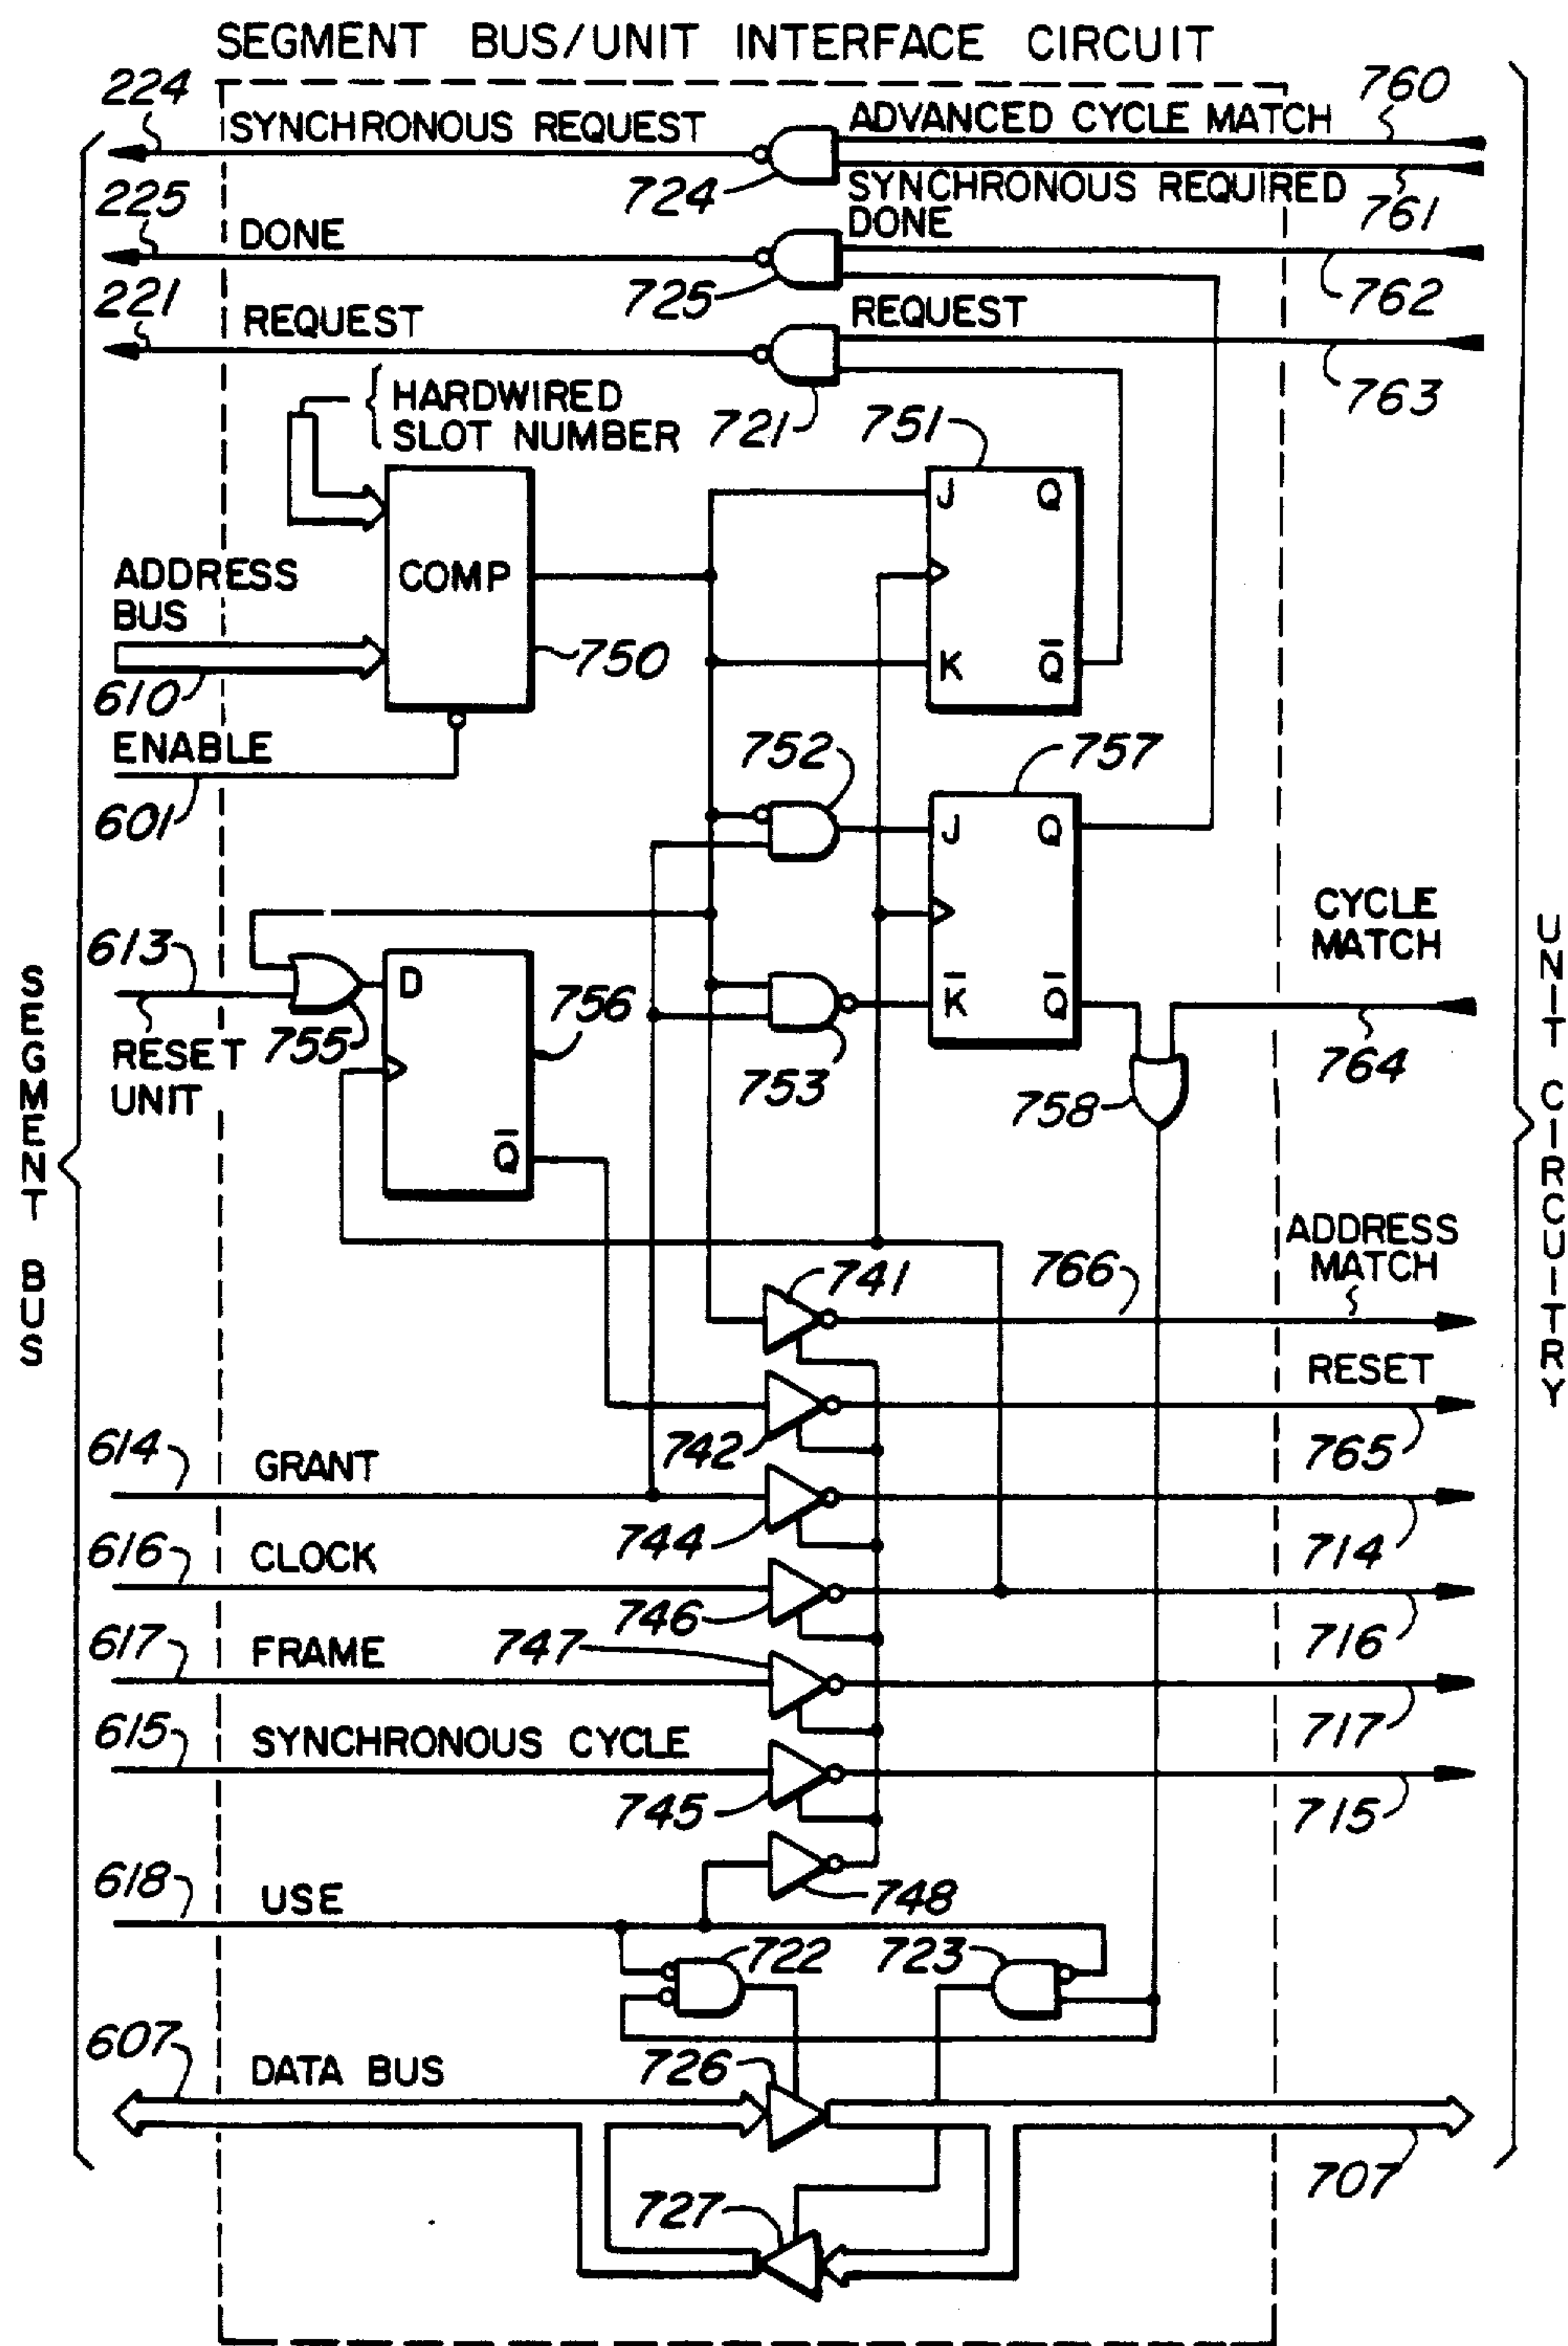 SEGMENT BUS/UNIT INTERFACE CIRCUIT
224
SYNCHRONOUS REQUEST
ADVANCED CYCLE MATCH
760
724
SYNCHRONOUS REQUIRED
761
225
DONE
DONE
725
762
221
REQUEST
REQUEST
763
HARDWIRED
SLOT NUMBER
721
751
J
Q
ADDRESS
BUS
COMP
610
750
K
Q̅
ENABLE
601
752
757
J
Q
CYCLE
MATCH
613
D
756
K̅
Q̅
RESET
UNIT
755
753
758
764
Q̅
ADDRESS
MATCH
741
766
RESET
742
765
614
GRANT
744
714
616
CLOCK
746
716
617
FRAME
747
717
615
SYNCHRONOUS CYCLE
745
715
618
USE
748
722
723
607
DATA BUS
726
707
727
SEGMENT BUS
UNIT CIRCUITRY